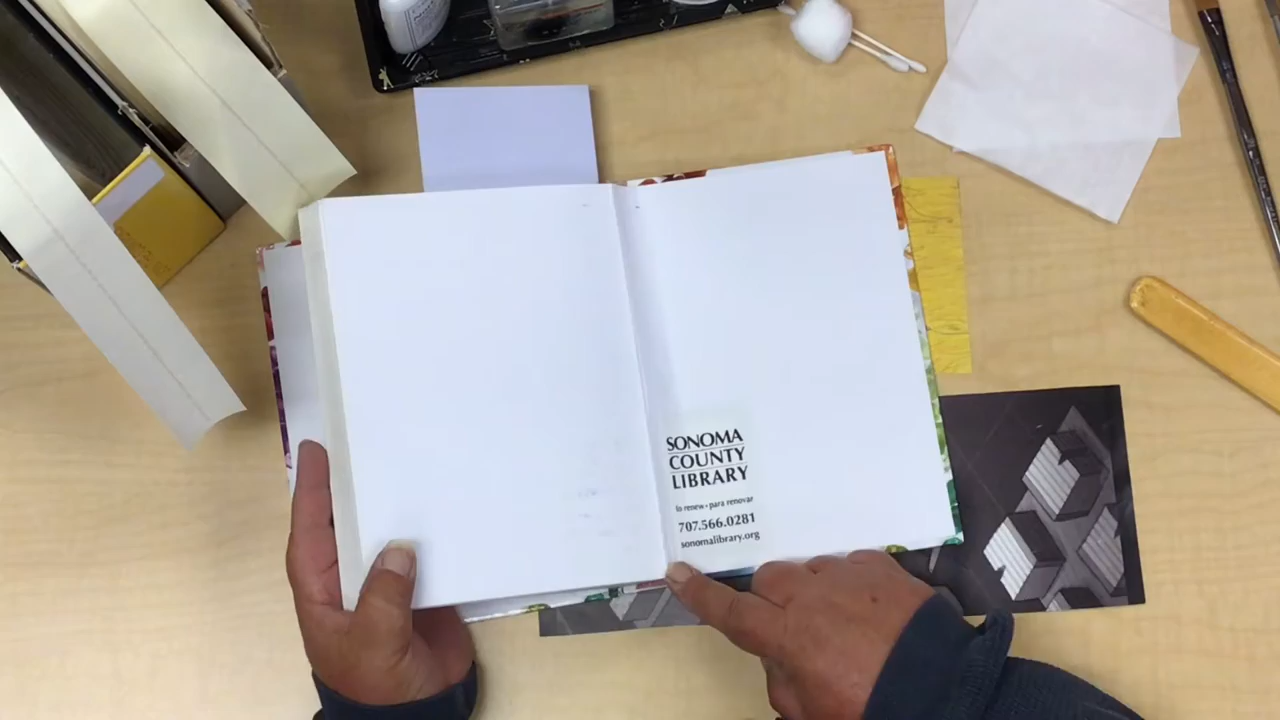 SONOMA
COUNTY
LIBRARY
to renew • para renovar
707.566.0281
sonomalibrary.org